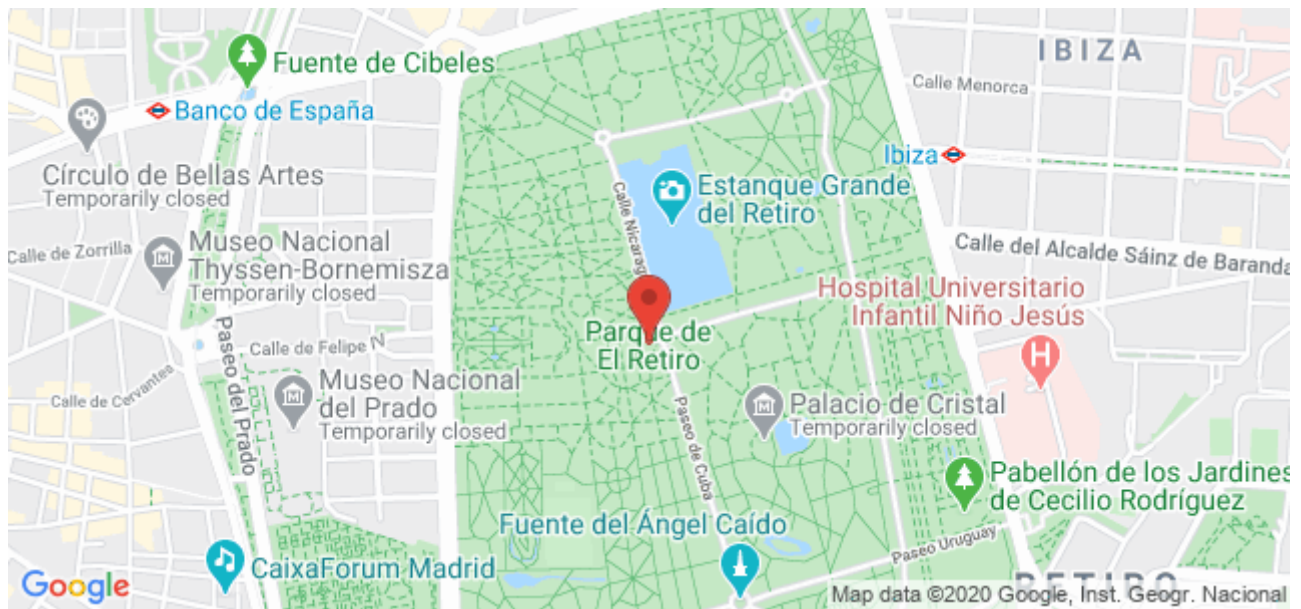 Fuente de Cibeles
IBIZA
Calle Menorca
Banco de España
Ibiza
Círculo de Bellas Artes
Temporarily closed
Estanque Grande
del Retiro
Calle Nicarag
Calle de Zorrilla
Museo Nacional
Thyssen-Bornemisza
Temporarily closed
Calle del Alcalde Sáinz de Baranda
Hospital Universitario
Infantil Niño Jesús
H
Parque de
El Retiro
Paseo del Prado
Calle de Felipe IV
Calle de Cervantes
Museo Nacional
del Prado
Temporarily closed
Paseo de Cuba
Palacio de Cristal
Temporarily closed
Pabellón de los Jardines
de Cecilio Rodríguez
Fuente del Ángel Caído
Paseo Uruguay
CaixaForum Madrid
RETIRO
Google
Map data ©2020 Google, Inst. Geogr. Nacional